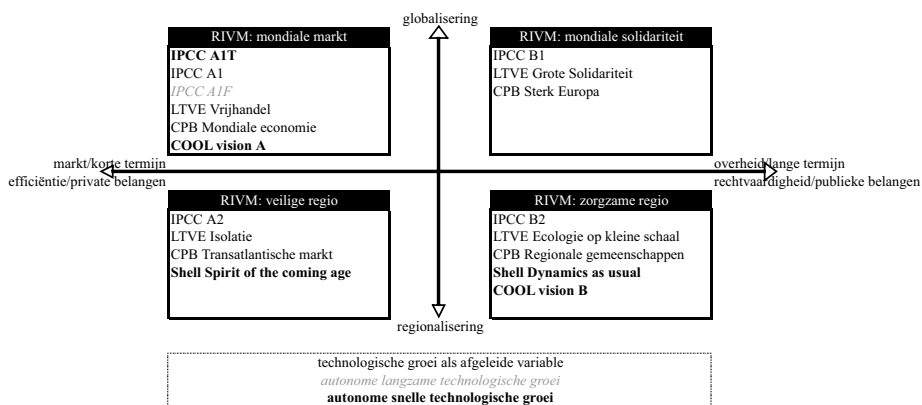 globalisering
RIVM: mondiale markt
IPCC A1T
IPCC A1
IPCC A1F
LTVE Vrijhandel
CPB Mondiale economie
COOL vision A
RIVM: mondiale solidariteit
IPCC B1
LTVE Grote Solidariteit
CPB Sterk Europa
markt/korte termijn
efficiëntie/private belangen
overheid/lange termijn
rechtvaardigheid/publieke belangen
RIVM: veilige regio
IPCC A2
LTVE Isolatie
CPB Transatlantische markt
Shell Spirit of the coming age
RIVM: zorgzame regio
IPCC B2
LTVE Ecologie op kleine schaal
CPB Regionale gemeenschappen
Shell Dynamics as usual
COOL vision B
regionalisering
technologische groei als afgeleide variable
autonome langzame technologische groei
autonome snelle technologische groei